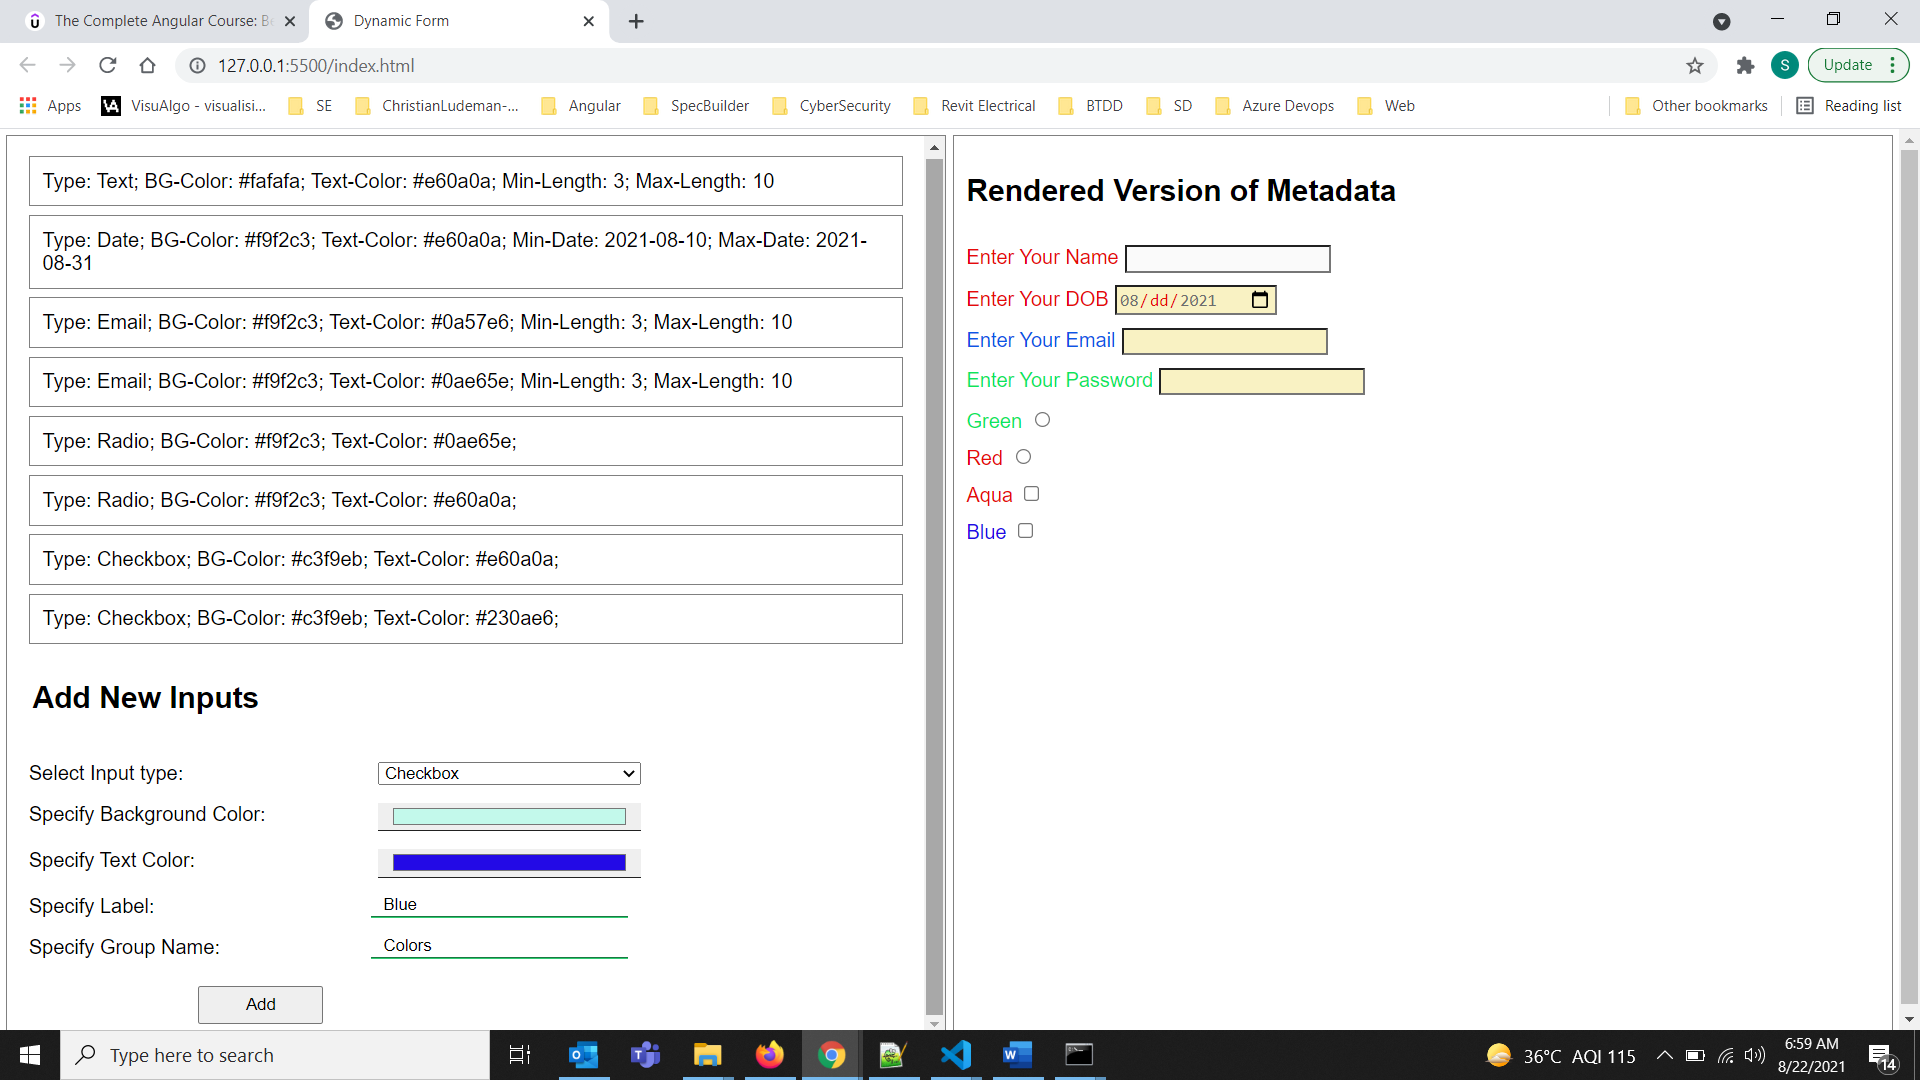 The Complete Angular Course: Be
Dynamic Form
127.0.0.1:5500/index.html
S
Update
Apps
VisuAlgo - visualisi...
SE
ChristianLudeman-...
Angular
SpecBuilder
CyberSecurity
Revit Electrical
BTDD
SD
Azure Devops
Web
Other bookmarks
Reading list
Type: Text; BG-Color: #fafafa; Text-Color: #e60a0a; Min-Length: 3; Max-Length: 10
Type: Date; BG-Color: #f9f2c3; Text-Color: #e60a0a; Min-Date: 2021-08-10; Max-Date: 2021-
08-31
Type: Email; BG-Color: #f9f2c3; Text-Color: #0a57e6; Min-Length: 3; Max-Length: 10
Type: Email; BG-Color: #f9f2c3; Text-Color: #0ae65e; Min-Length: 3; Max-Length: 10
Type: Radio; BG-Color: #f9f2c3; Text-Color: #0ae65e;
Type: Radio; BG-Color: #f9f2c3; Text-Color: #e60a0a;
Type: Checkbox; BG-Color: #c3f9eb; Text-Color: #e60a0a;
Type: Checkbox; BG-Color: #c3f9eb; Text-Color: #230ae6;
Add New Inputs
Select Input type:
Checkbox
Specify Background Color:
Specify Text Color:
Specify Label:
Blue
Specify Group Name:
Colors
Add
Rendered Version of Metadata
Enter Your Name
Enter Your DOB 08/dd/2021
Enter Your Email
Enter Your Password
Green
Red
Aqua
Blue
Type here to search
36°C AQI 115
6:59 AM
8/22/2021
14